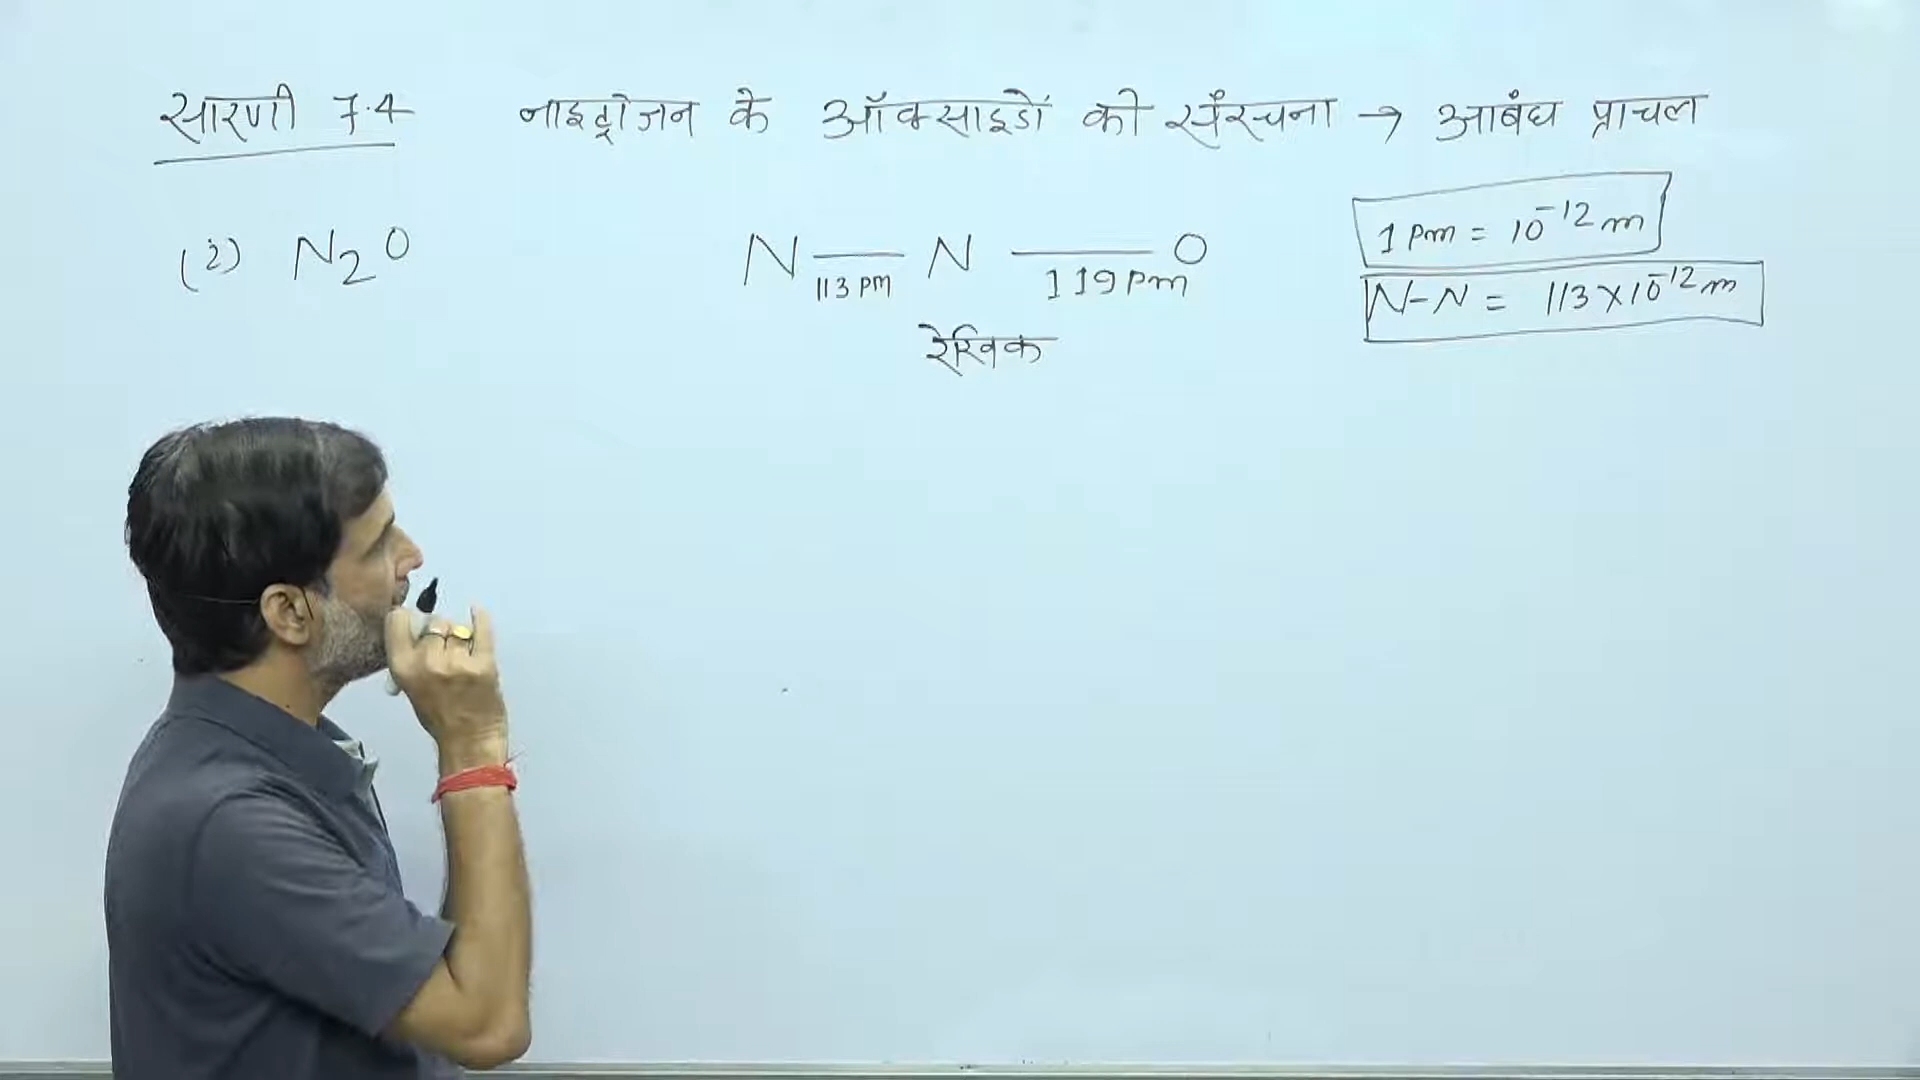 सारणी 7.4 नाइट्रोजन के ऑक्साइडों की संरचना → आबंध प्राचल
(i) N₂O
N — N — O
113 pm 119 pm
रेखिक
1 pm = 10⁻¹² m
N-N = 113 × 10⁻¹² m